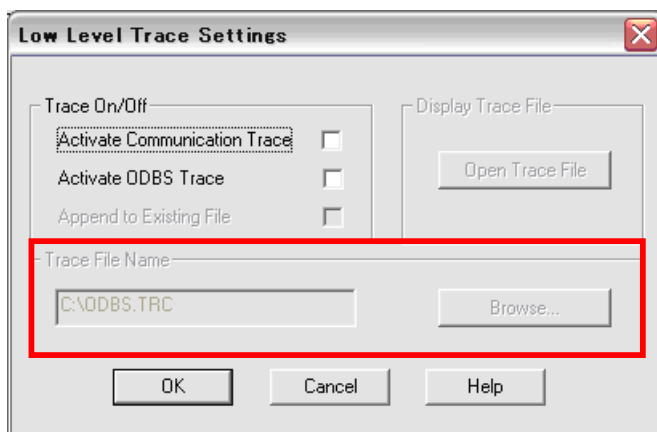 Low Level Trace Settings
Trace On/Off
Activate Communication Trace
Activate ODBS Trace
Append to Existing File
Display Trace File
Open Trace File
Trace File Name
C:\ODBS.TRC
Browse...
OK
Cancel
Help